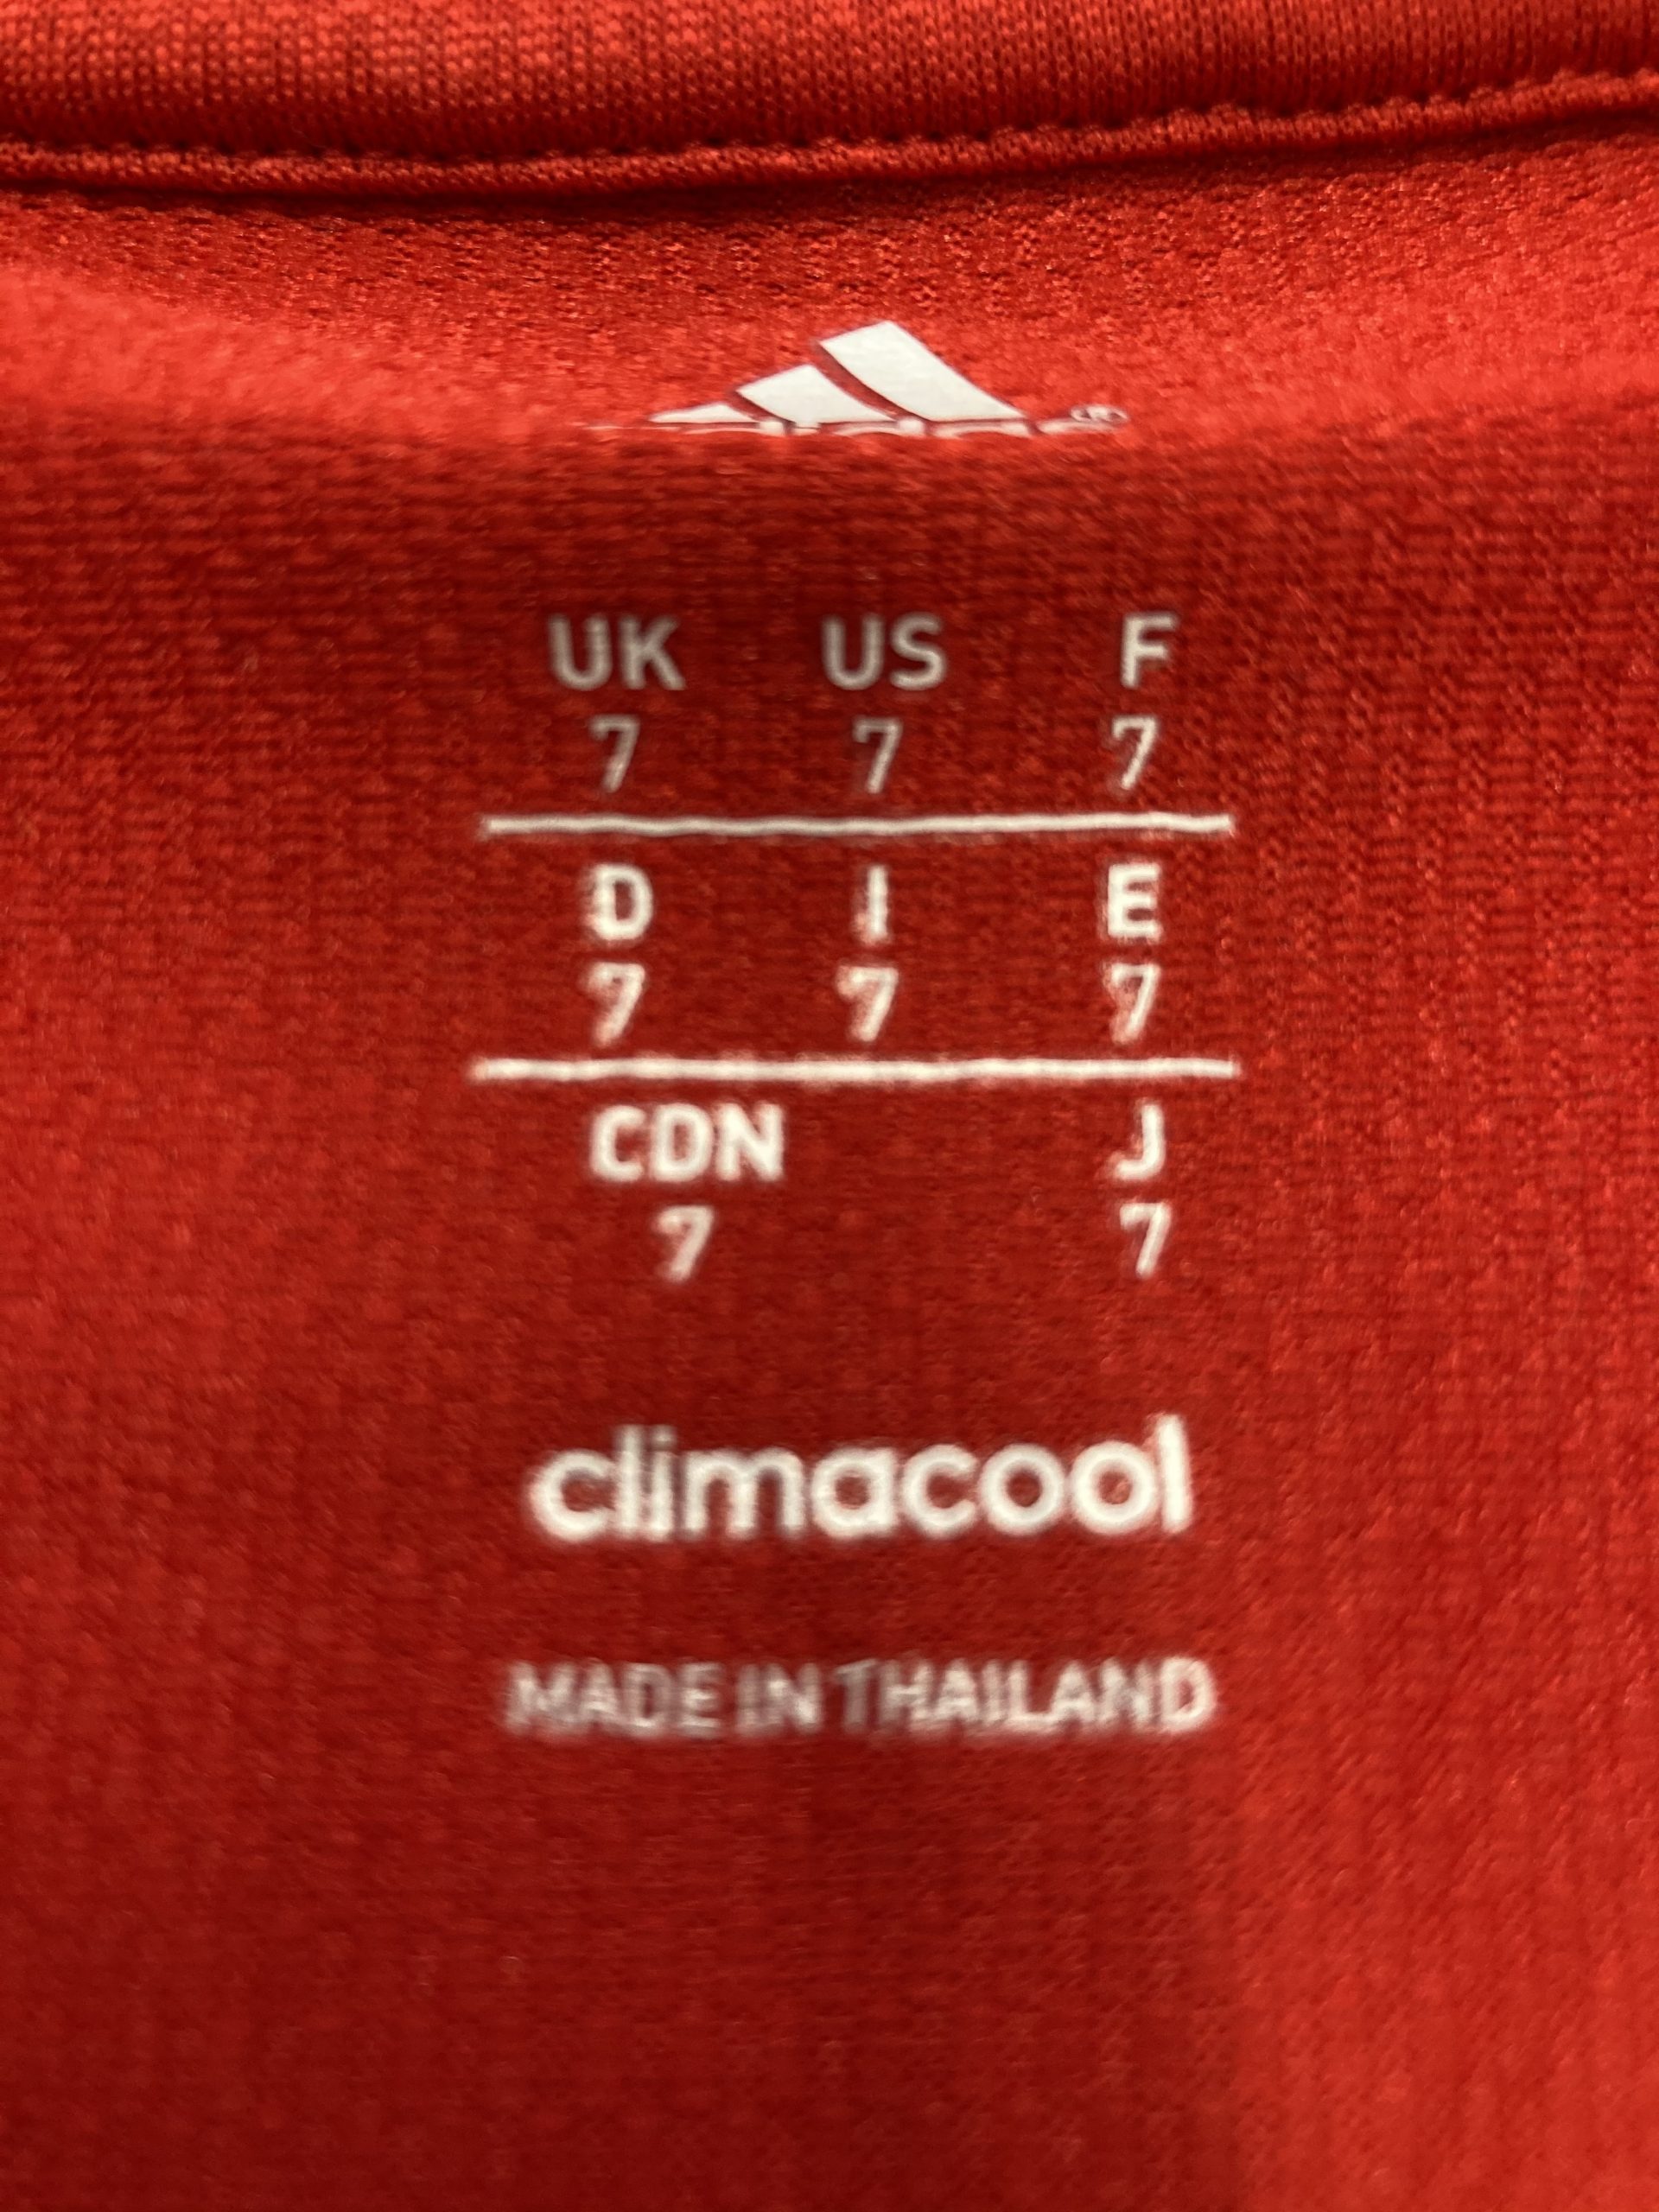 UK US F
7 7 7
D I E
7 7 7
CDN J
7 7
climacool
MADE IN THAILAND